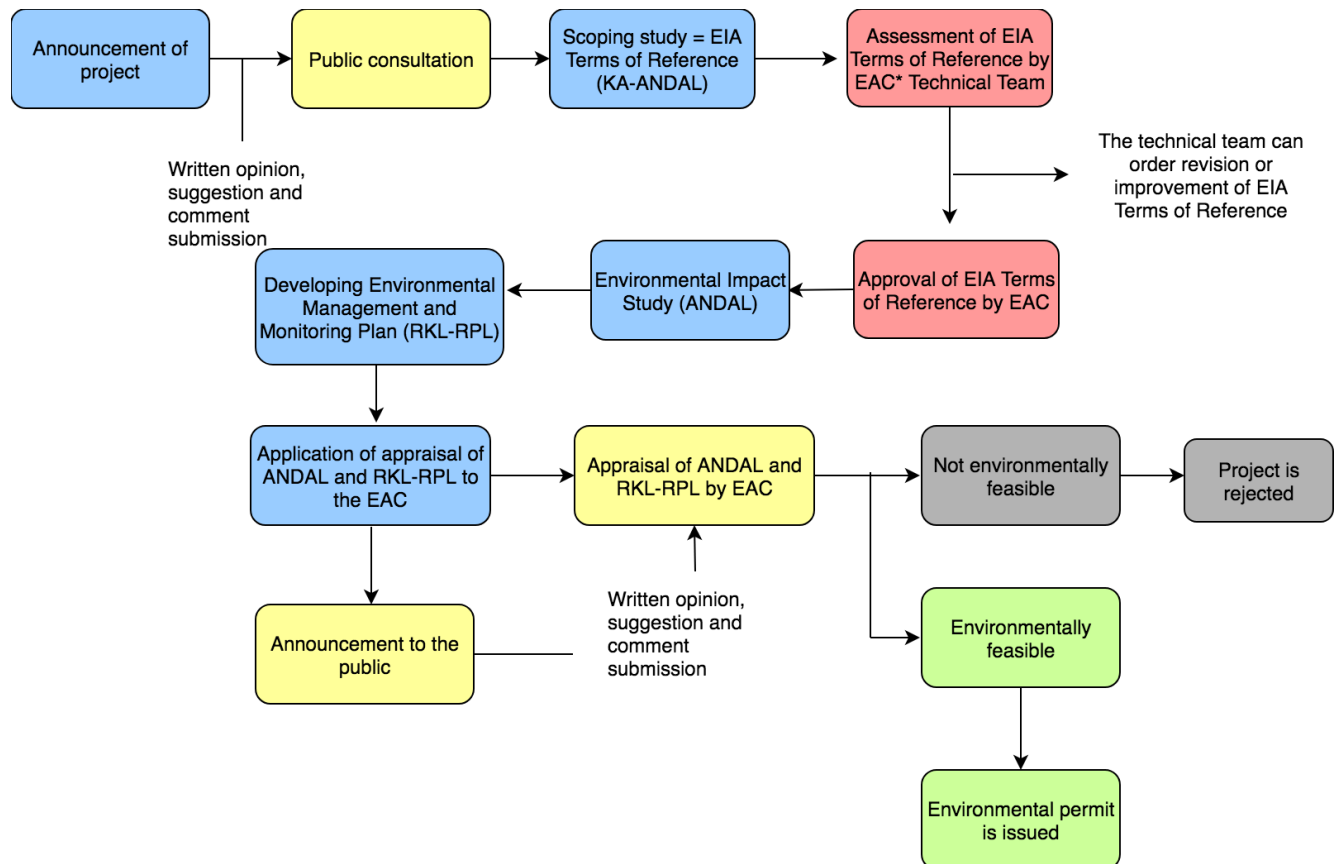 Announcement of
project
Public consultation
Scoping study = EIA
Terms of Reference
(KA-ANDAL)
Assessment of EIA
Terms of Reference by
EAC* Technical Team
Written opinion,
suggestion and
comment
submission
The technical team can
order revision or
improvement of EIA
Terms of Reference
Developing Environmental
Management and
Monitoring Plan (RKL-RPL)
Environmental Impact
Study (ANDAL)
Approval of EIA Terms
of Reference by EAC
Application of appraisal of
ANDAL and RKL-RPL to
the EAC
Appraisal of ANDAL and
RKL-RPL by EAC
Not environmentally
feasible
Project is
rejected
Announcement to the
public
Written opinion,
suggestion and
comment
submission
Environmentally
feasible
Environmental permit
is issued